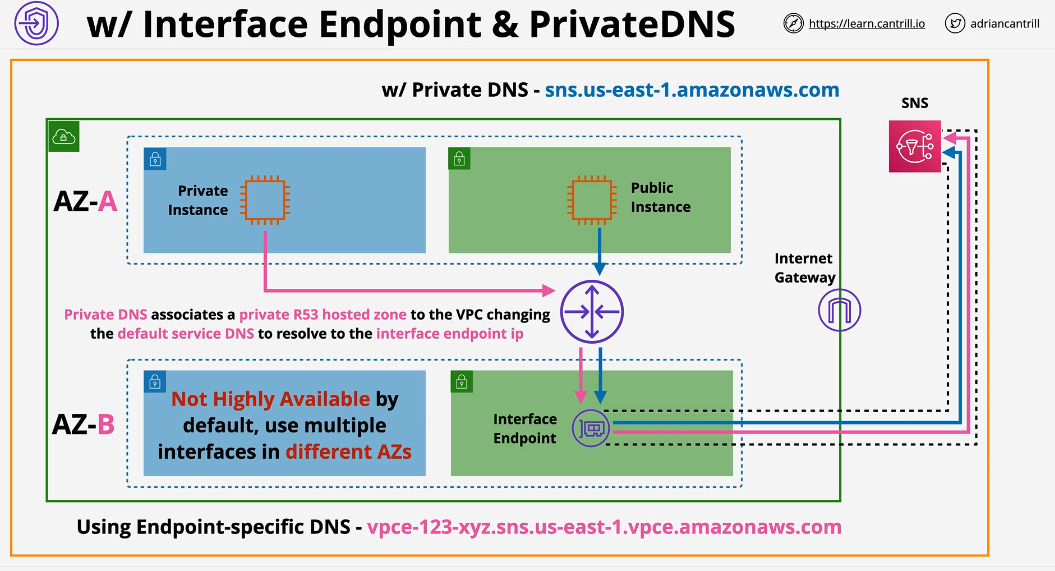 w/ Interface Endpoint & PrivateDNS
https://learn.cantrill.io
adriancantrill
w/ Private DNS - sns.us-east-1.amazonaws.com
SNS
AZ-A
Private
Instance
Public
Instance
Internet
Gateway
Private DNS associates a private R53 hosted zone to the VPC changing
the default service DNS to resolve to the interface endpoint ip
AZ-B
Not Highly Available by
default, use multiple
interfaces in different AZs
Interface
Endpoint
Using Endpoint-specific DNS - vpce-123-xyz.sns.us-east-1.vpce.amazonaws.com